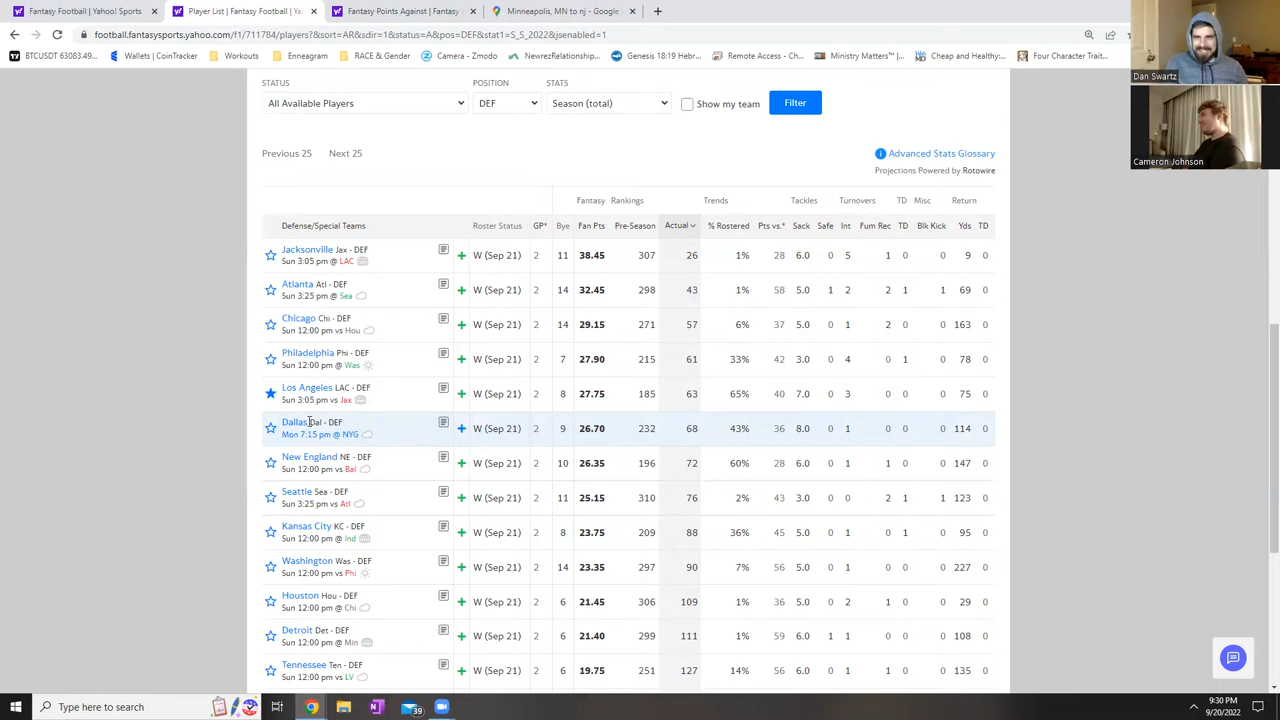 Fantasy Football | Yahoo! Sports
Player List | Fantasy Football | Y
Fantasy Points Against | Fantasy
Minneapolis, MN to nj - Google
football.fantasysports.yahoo.com/f1/711784/players?&sort=AR&sdir=1&status=A&pos=DEF&stat1=S_S_2022&jsenabled=1
BTCUSDT 63083.49...
Wallets | CoinTracker
Workouts
Enneagram
RACE & Gender
Camera - Zmodo
NewrezRelationship...
Genesis 18:19 Hebr...
Remote Access - Ch...
Ministry Matters™ |...
Cheap and Healthy:...
Four Character Trait...
Dan Swartz
Cameron Johnson
STATUS POSITION STATS
All Available Players DEF Season (total) Show my team Filter
Previous 25 Next 25 Advanced Stats Glossary
Projections Powered by Rotowire
Fantasy Rankings Trends Tackles Turnovers TD Misc Return
Defense/Special Teams Roster Status GP* Bye Fan Pts Pre-Season Actual % Rostered Pts vs.* Sack Safe Int Fum Rec TD Blk Kick Yds TD
Jacksonville Jax - DEF W (Sep 21) 2 11 38.45 307 26 1% 28 6.0 0 5 1 0 0 9 0
Sun 3:05 pm @ LAC
Atlanta Atl - DEF W (Sep 21) 2 14 32.45 298 43 1% 58 5.0 1 2 2 1 1 69 0
Sun 3:25 pm @ Sea
Chicago Chi - DEF W (Sep 21) 2 14 29.15 271 57 6% 37 5.0 0 1 2 0 0 163 0
Sun 12:00 pm vs Hou
Philadelphia Phi - DEF W (Sep 21) 2 7 27.90 215 61 33% 42 3.0 0 4 0 1 0 78 0
Sun 12:00 pm @ Was
Los Angeles LAC - DEF W (Sep 21) 2 8 27.75 185 63 65% 40 7.0 0 3 0 0 0 75 0
Sun 3:05 pm vs Jax
Dallas Dal - DEF W (Sep 21) 2 9 26.70 232 68 43% 36 8.0 0 1 0 0 0 114 0
Mon 7:15 pm @ NYG
New England NE - DEF W (Sep 21) 2 10 26.35 196 72 60% 28 6.0 0 1 1 0 0 147 0
Sun 12:00 pm vs Bal
Seattle Sea - DEF W (Sep 21) 2 11 25.15 310 76 2% 43 3.0 0 0 2 1 1 123 0
Sun 3:25 pm vs Atl
Kansas City KC - DEF W (Sep 21) 2 8 23.75 209 88 36% 45 5.0 0 1 0 1 0 95 0
Sun 12:00 pm @ Ind
Washington Was - DEF W (Sep 21) 2 14 23.35 297 90 7% 56 5.0 0 1 0 0 0 227 0
Sun 12:00 pm vs Phi
Houston Hou - DEF W (Sep 21) 2 6 21.45 306 109 1% 36 5.0 0 2 1 0 0 29 0
Sun 12:00 pm @ Chi
Detroit Det - DEF W (Sep 21) 2 6 21.40 299 111 1% 59 6.0 1 1 0 0 0 108 0
Sun 12:00 pm @ Min
Tennessee Ten - DEF W (Sep 21) 2 6 19.75 251 127 14% 56 6.0 0 1 1 0 0 135 0
Sun 12:00 pm vs LV
Type here to search
39
9:30 PM
9/20/2022